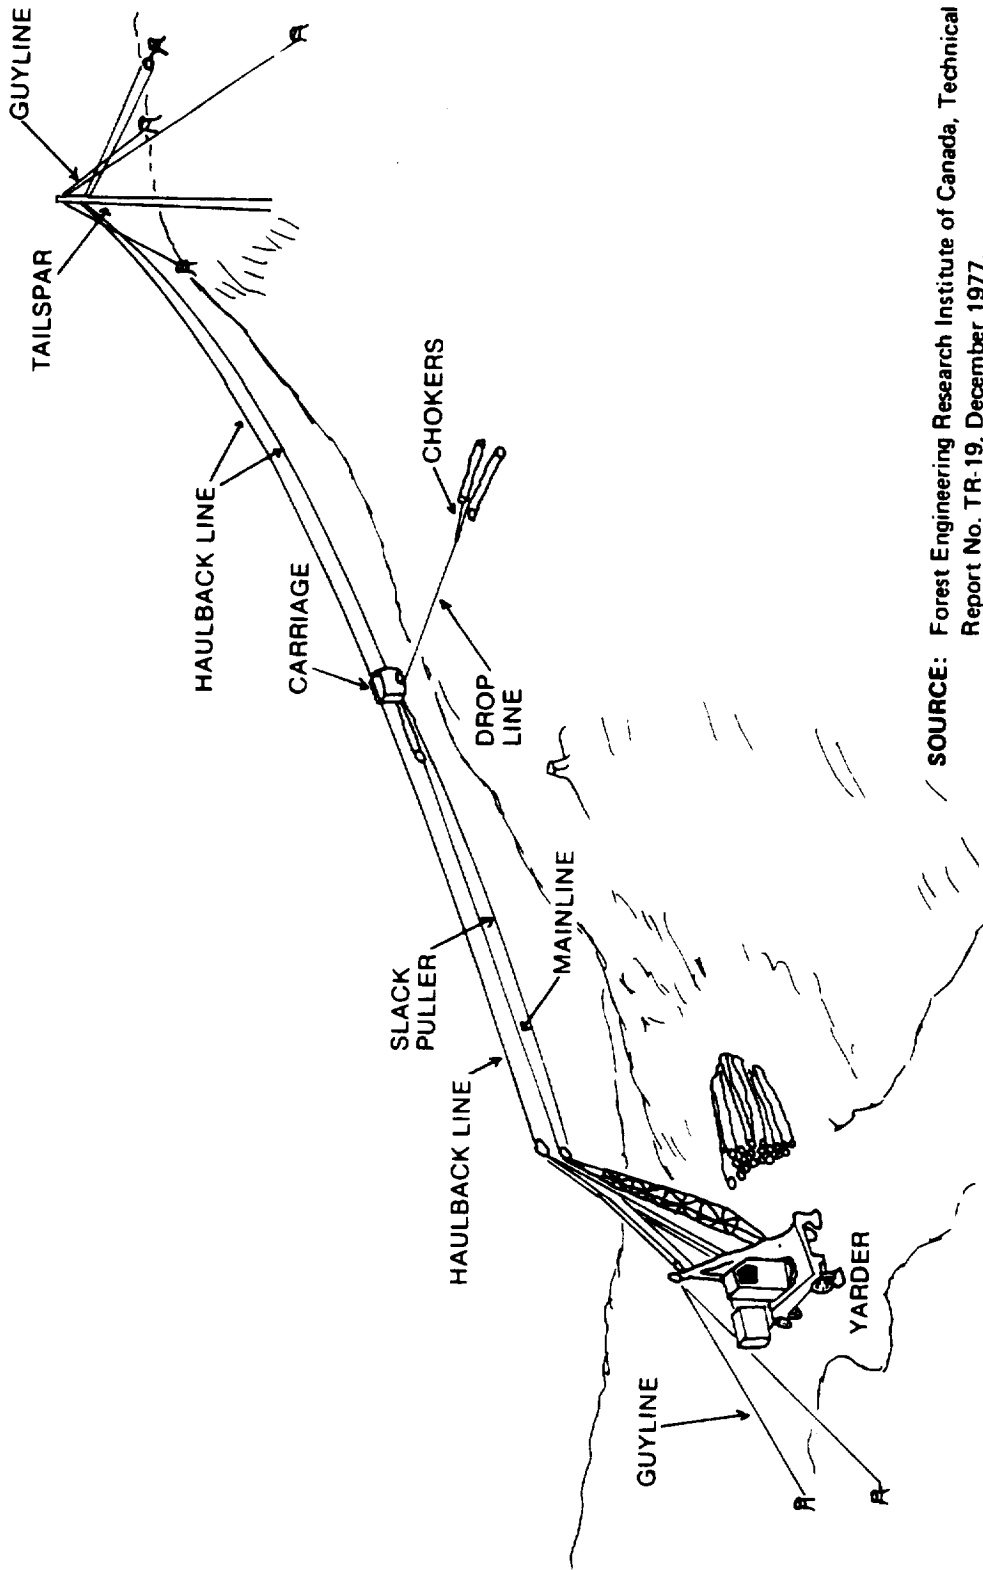 GUYLINE
TAILSPAR
HAULBACK LINE
CARRIAGE
CHOKERS
DROP
LINE
SLACK
PULLER
MAINLINE
HAULBACK LINE
YARDER
GUYLINE
SOURCE: Forest Engineering Research Institute of Canada, Technical
Report No. TR-19, December 1977.